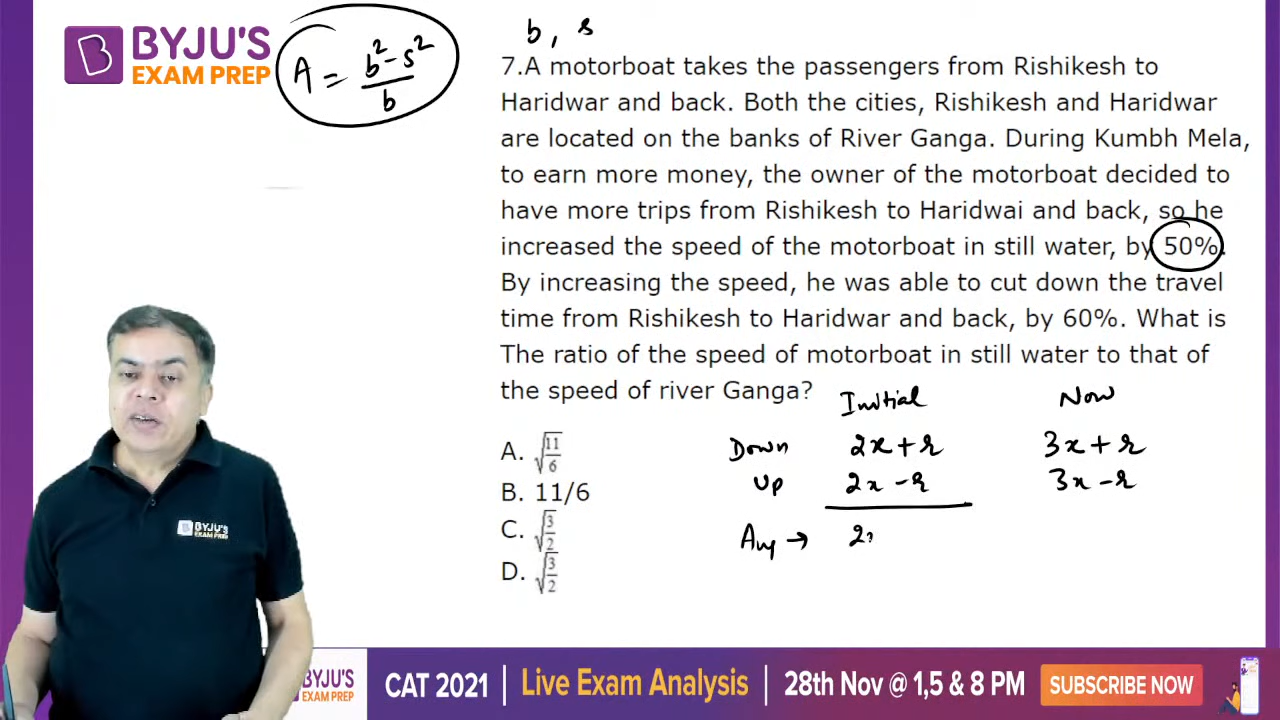 BYJU'S
EXAM PREP
A = b² - s² / b
b, s
7.A motorboat takes the passengers from Rishikesh to
Haridwar and back. Both the cities, Rishikesh and Haridwar
are located on the banks of River Ganga. During Kumbh Mela,
to earn more money, the owner of the motorboat decided to
have more trips from Rishikesh to Haridwai and back, so he
increased the speed of the motorboat in still water, by 50%.
By increasing the speed, he was able to cut down the travel
time from Rishikesh to Haridwar and back, by 60%. What is
The ratio of the speed of motorboat in still water to that of
the speed of river Ganga?
Initial Now
A. √11/6
Down 2x+r 3x+r
B. 11/6
Up 2x-r 3x-r
C. √3/2
Avg → 2
D. √3/2
BYJU'S
EXAM PREP
BYJU'S
EXAM PREP
CAT 2021
Live Exam Analysis
28th Nov @ 1,5 & 8 PM
SUBSCRIBE NOW